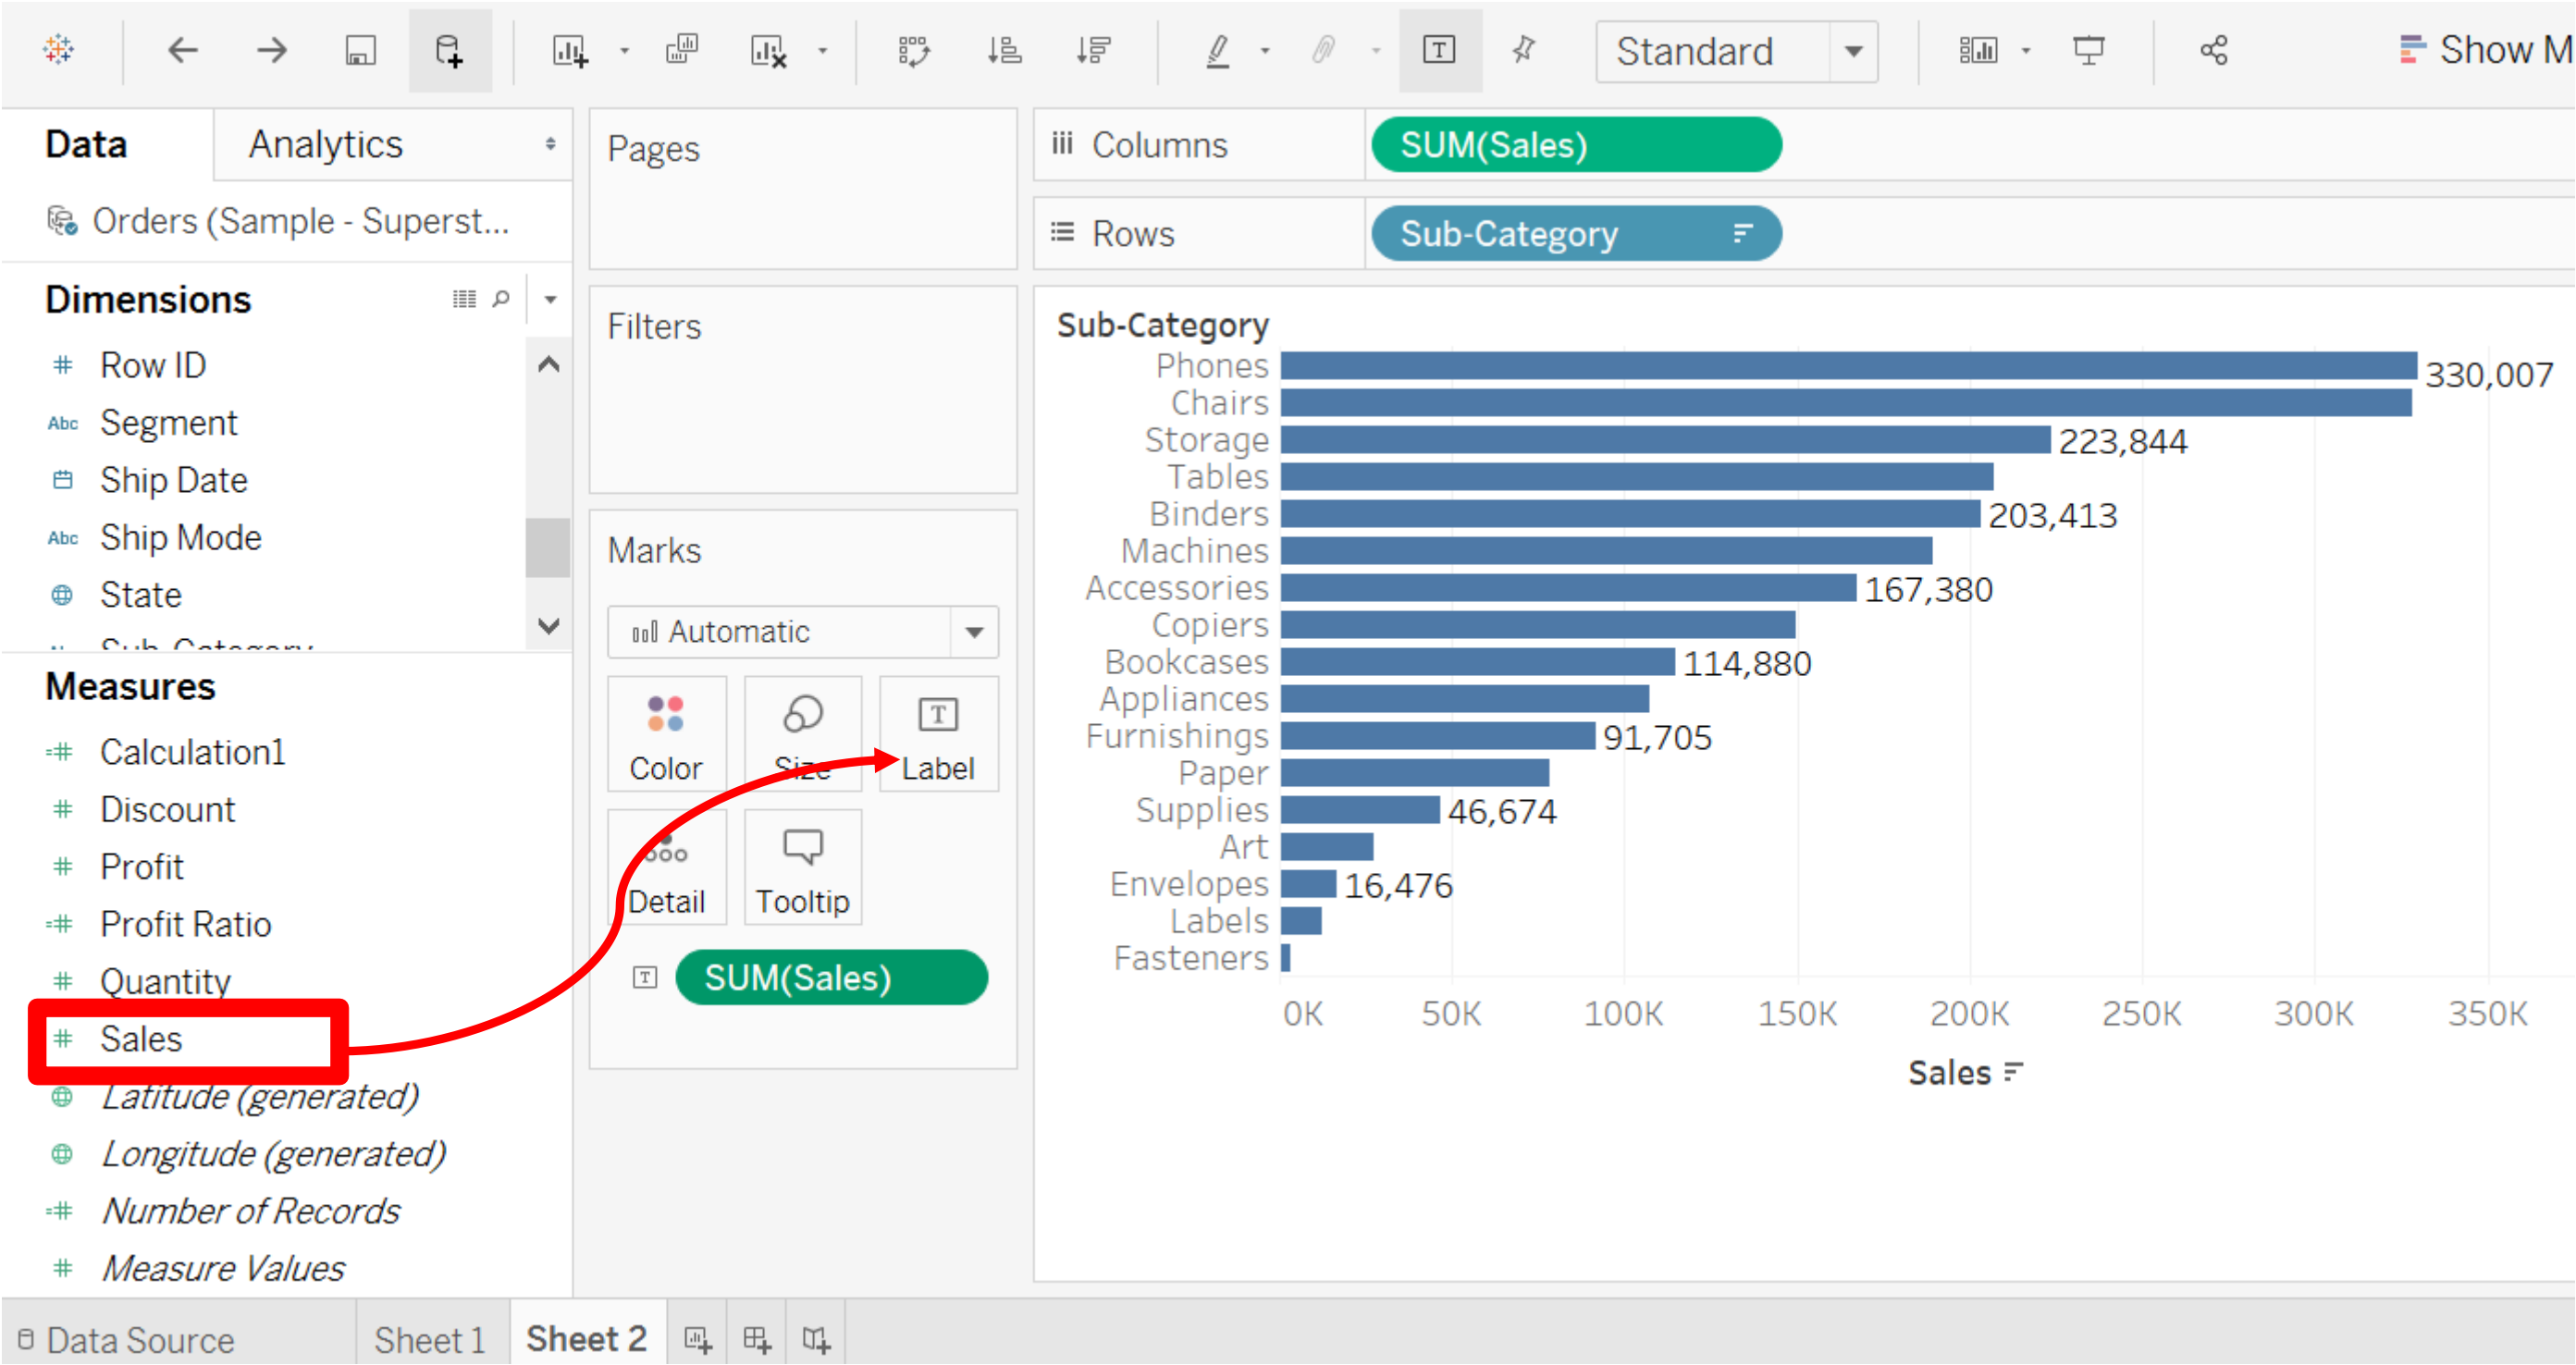 Standard
Show M
Data
Analytics
Orders (Sample - Superst...
Dimensions
Row ID
Abc Segment
Ship Date
Abc Ship Mode
State
Sub-Category
Measures
Calculation1
Discount
Profit
Profit Ratio
Quantity
Sales
Latitude (generated)
Longitude (generated)
Number of Records
Measure Values
Pages
Filters
Marks
Automatic
Color
Size
Label
Detail
Tooltip
SUM(Sales)
Columns
SUM(Sales)
Rows
Sub-Category
Sub-Category
Phones 330,007
Chairs
Storage 223,844
Tables
Binders 203,413
Machines
Accessories 167,380
Copiers
Bookcases 114,880
Appliances
Furnishings 91,705
Paper
Supplies 46,674
Art
Envelopes 16,476
Labels
Fasteners
0K 50K 100K 150K 200K 250K 300K 350K
Sales
Data Source
Sheet 1
Sheet 2